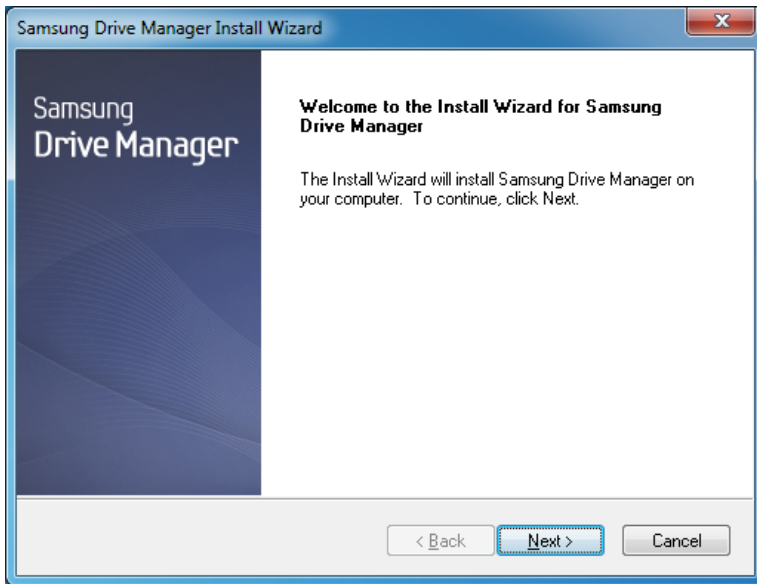 Samsung Drive Manager Install Wizard
Samsung
Drive Manager
Welcome to the Install Wizard for Samsung
Drive Manager
The Install Wizard will install Samsung Drive Manager on
your computer. To continue, click Next.
< Back
Next >
Cancel